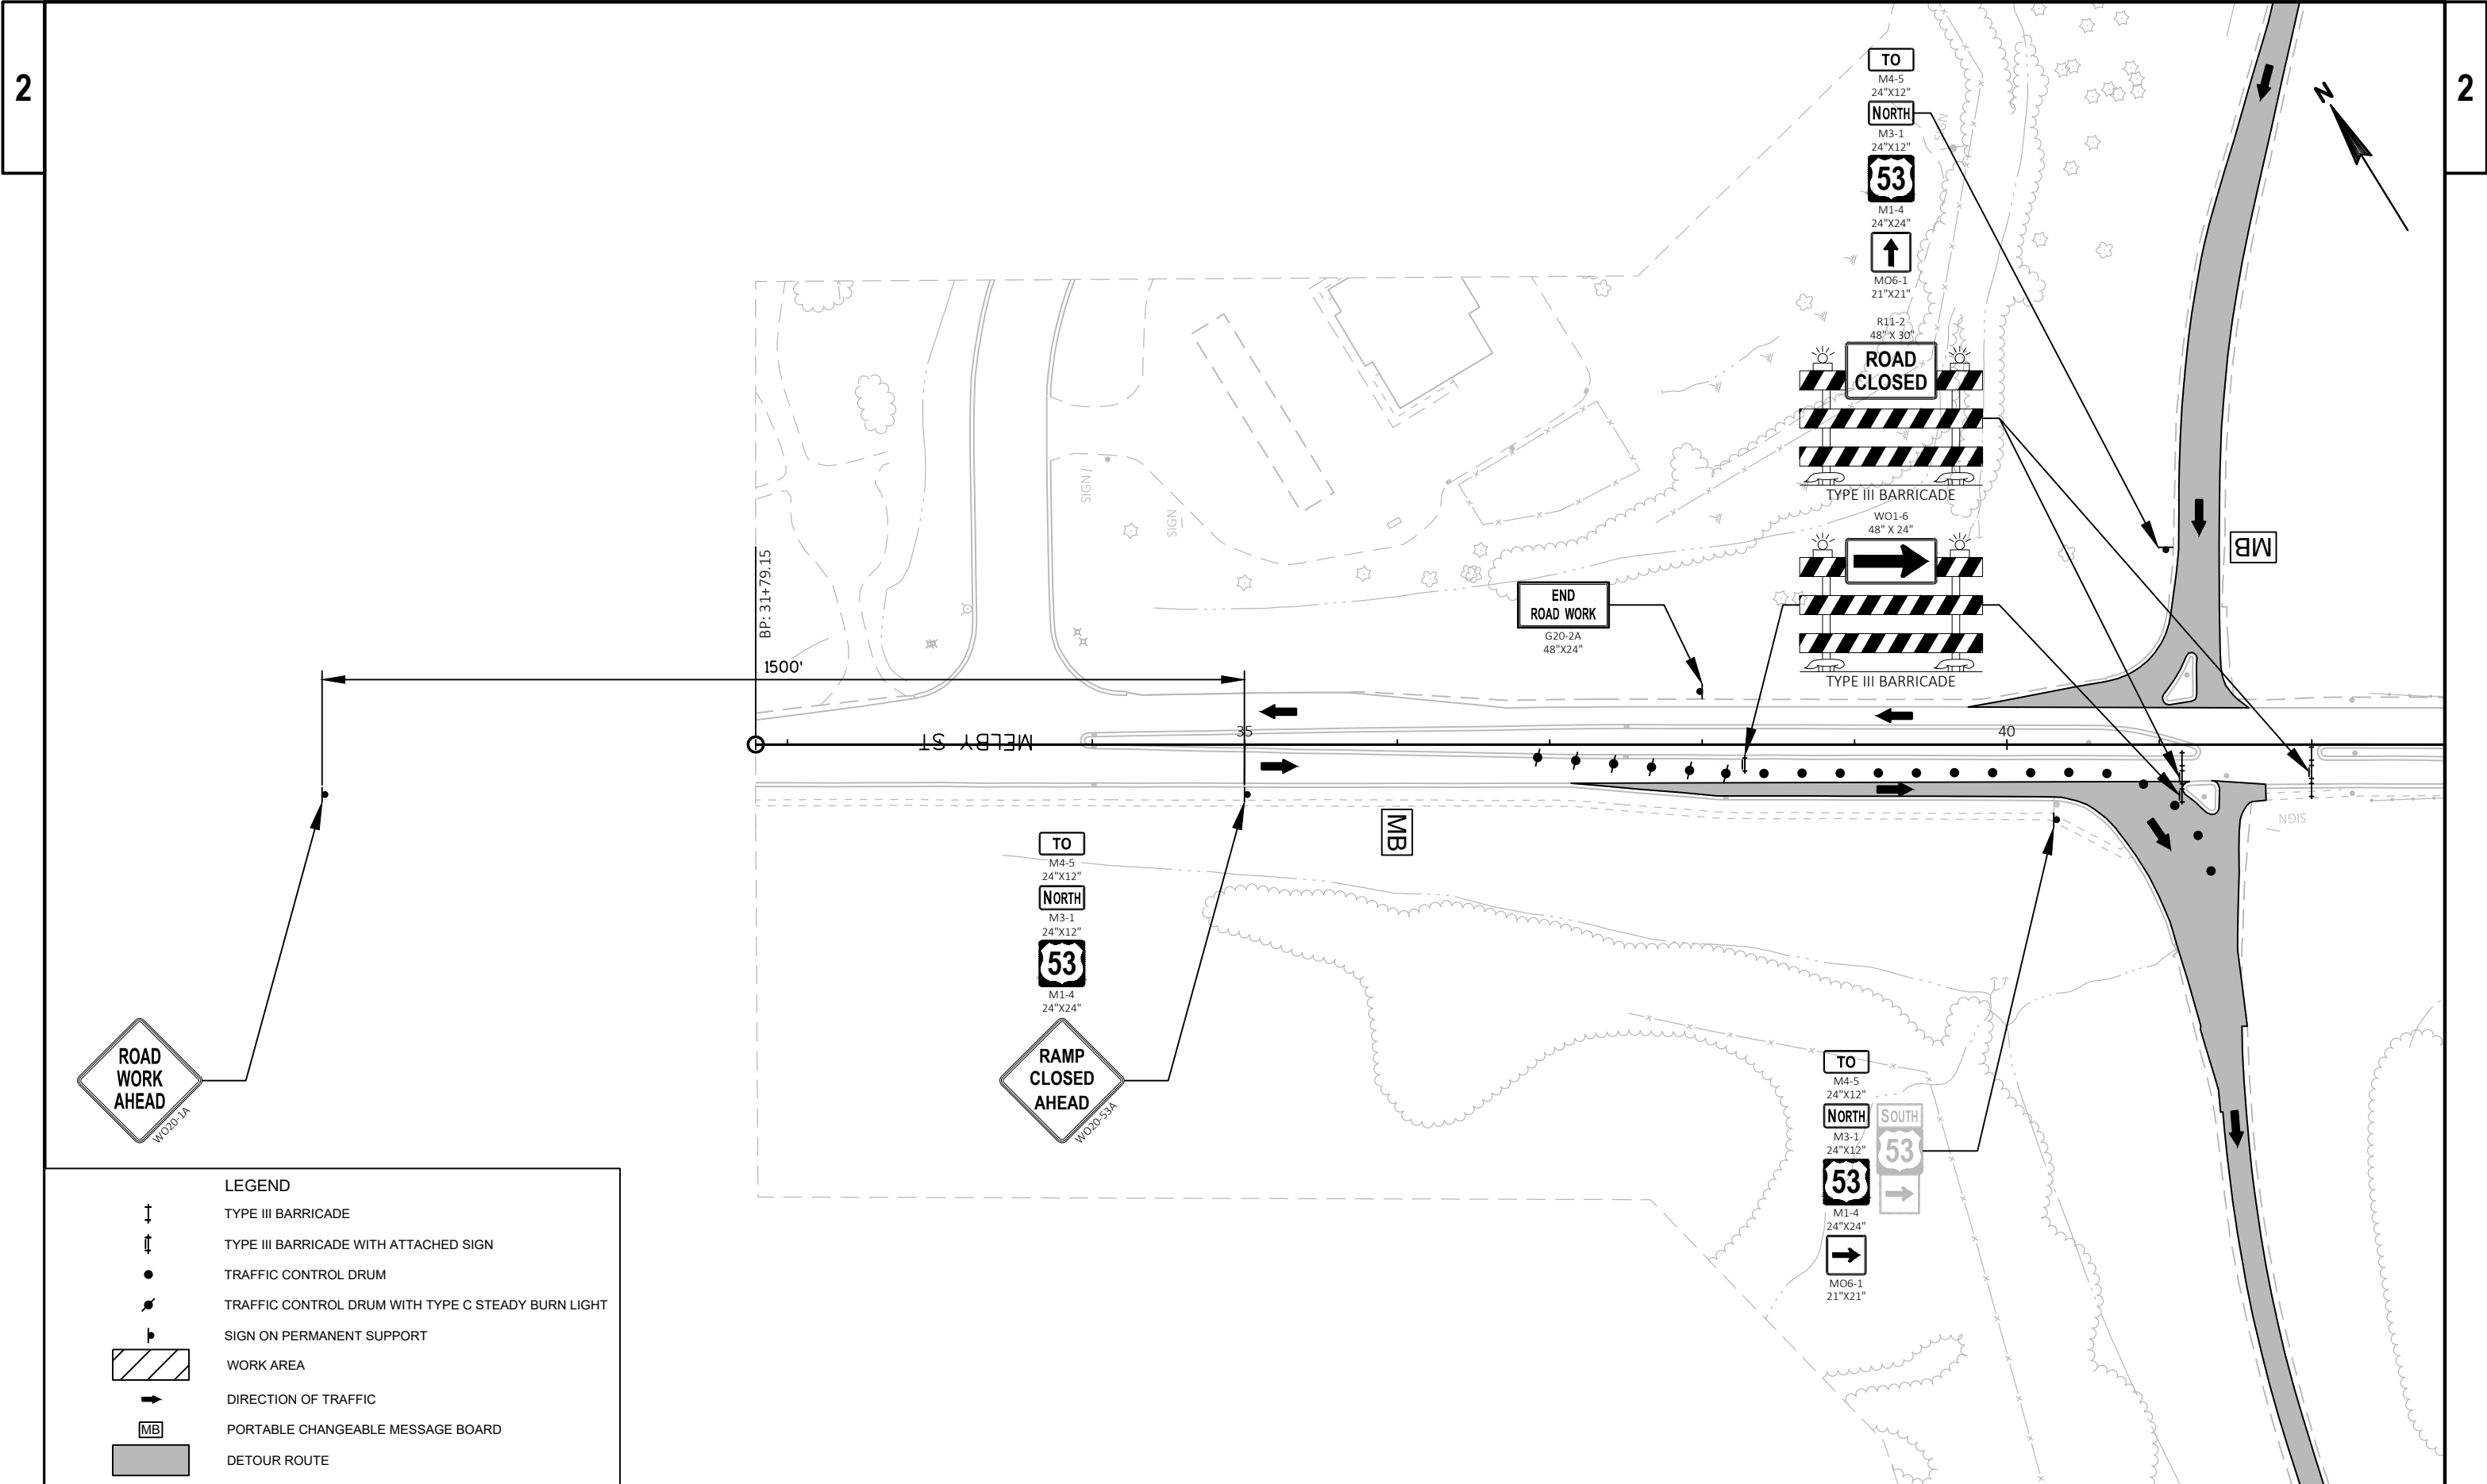 2
2
N
TO
M4-5
24"X12"
NORTH
M3-1
24"X12"
53
M1-4
24"X24"
MO6-1
21"X21"
SIGN
R11-2
48" X 30"
ROAD
CLOSED
TYPE III BARRICADE
WO1-6
48" X 24"
TYPE III BARRICADE
MB
END
ROAD WORK
G20-2A
48"X24"
SIGN
SIGN
BP: 31+79.15
1500'
MELBY ST
35
40
MB
SIGN
TO
M4-5
24"X12"
NORTH
M3-1
24"X12"
53
M1-4
24"X24"
ROAD
WORK
AHEAD
WO20-1A
RAMP
CLOSED
AHEAD
WO20-53A
TO
M4-5
24"X12"
NORTH
M3-1
24"X12"
53
M1-4
24"X24"
MO6-1
21"X21"
SOUTH
53
LEGEND
TYPE III BARRICADE
TYPE III BARRICADE WITH ATTACHED SIGN
TRAFFIC CONTROL DRUM
TRAFFIC CONTROL DRUM WITH TYPE C STEADY BURN LIGHT
SIGN ON PERMANENT SUPPORT
WORK AREA
DIRECTION OF TRAFFIC
MB PORTABLE CHANGEABLE MESSAGE BOARD
DETOUR ROUTE